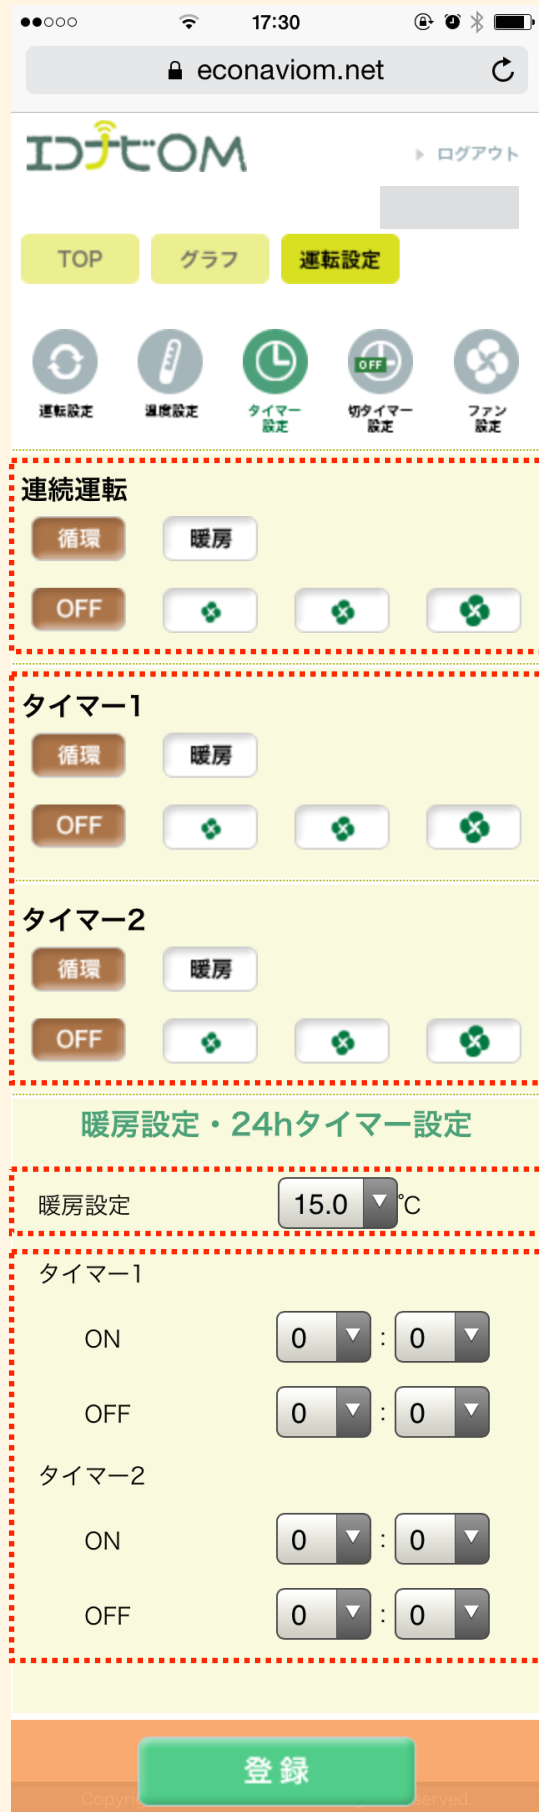 17:30
econaviom.net
エコナビOM
ログアウト
TOP グラフ 運転設定
OFF
運転設定 温度設定 タイマー設定 切タイマー設定 ファン設定
連続運転
循環 暖房
OFF
タイマー1
循環 暖房
OFF
タイマー2
循環 暖房
OFF
暖房設定・24hタイマー設定
暖房設定 15.0 ℃
タイマー1
ON 0 : 0
OFF 0 : 0
タイマー2
ON 0 : 0
OFF 0 : 0
登録